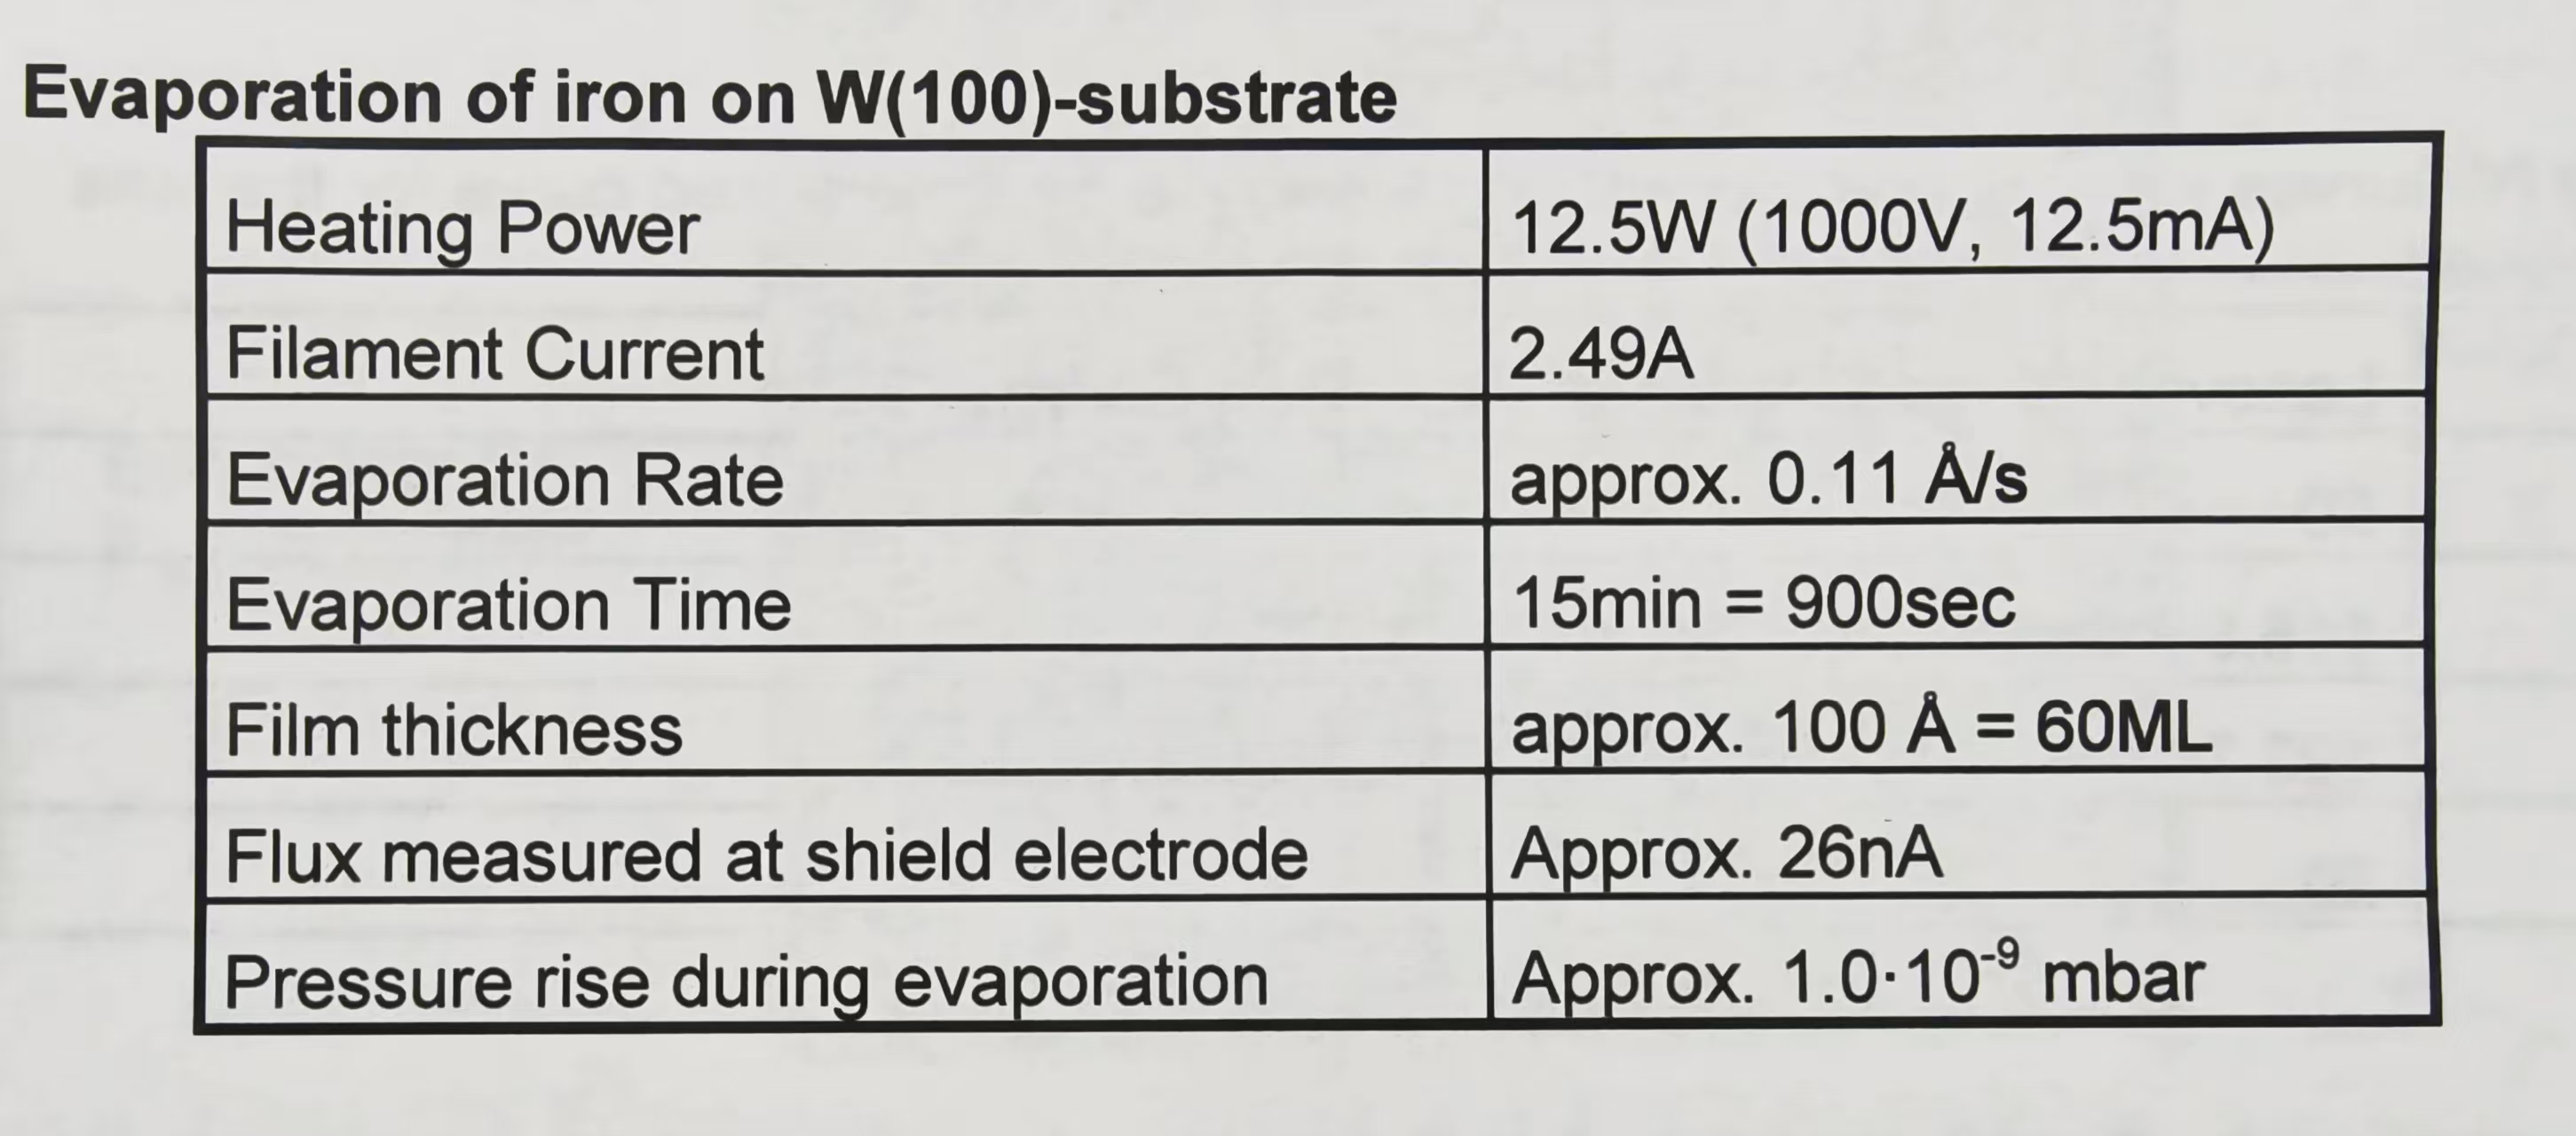 Evaporation of iron on W(100)-substrate
Heating Power 12.5W (1000V, 12.5mA)
Filament Current 2.49A
Evaporation Rate approx. 0.11 Å/s
Evaporation Time 15min = 900sec
Film thickness approx. 100 Å = 60ML
Flux measured at shield electrode Approx. 26nA
Pressure rise during evaporation Approx. 1.0·10⁻⁹ mbar